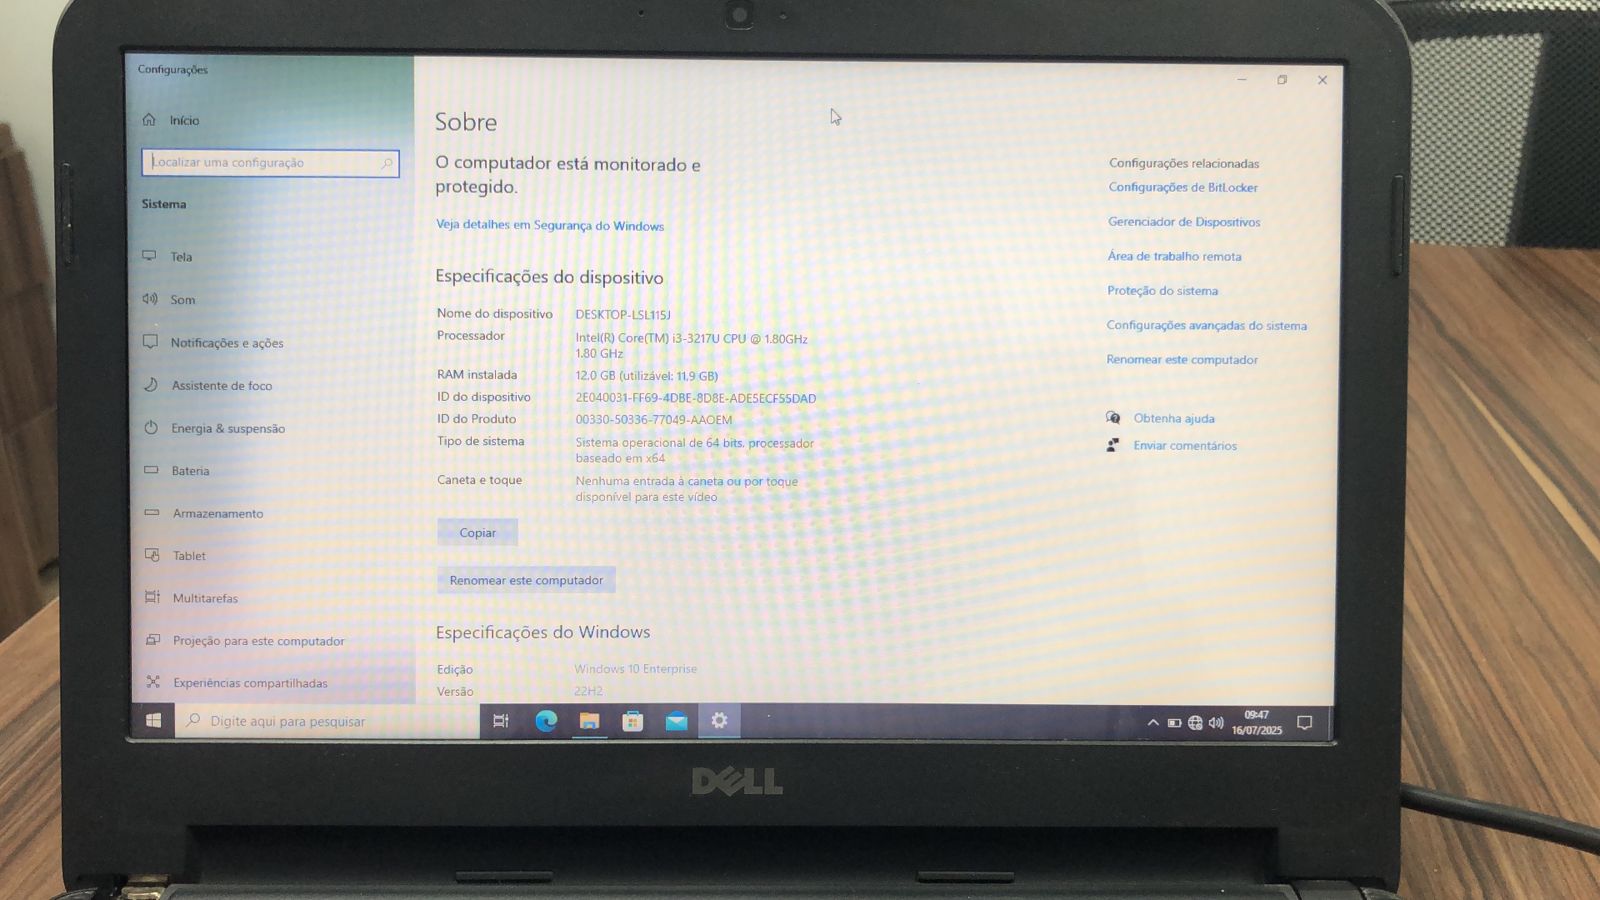 Configurações
Início
Localizar uma configuração
Sistema
Tela
Som
Notificações e ações
Assistente de foco
Energia & suspensão
Bateria
Armazenamento
Tablet
Multitarefas
Projeção para este computador
Experiências compartilhadas
Sobre
O computador está monitorado e
protegido.
Veja detalhes em Segurança do Windows
Especificações do dispositivo
Nome do dispositivo DESKTOP-LSL115J
Processador Intel(R) Core(TM) i3-3217U CPU @ 1.80GHz
1.80 GHz
RAM instalada 12,0 GB (utilizável: 11,9 GB)
ID do dispositivo 2E040031-FF69-4DBE-8D8E-ADE5ECF55DAD
ID do Produto 00330-50336-77049-AAOEM
Tipo de sistema Sistema operacional de 64 bits, processador
baseado em x64
Caneta e toque Nenhuma entrada à caneta ou por toque
disponível para este vídeo
Copiar
Renomear este computador
Especificações do Windows
Edição Windows 10 Enterprise
Versão 22H2
Configurações relacionadas
Configurações de BitLocker
Gerenciador de Dispositivos
Área de trabalho remota
Proteção do sistema
Configurações avançadas do sistema
Renomear este computador
Obtenha ajuda
Enviar comentários
Digite aqui para pesquisar
09:47
16/07/2025
DELL